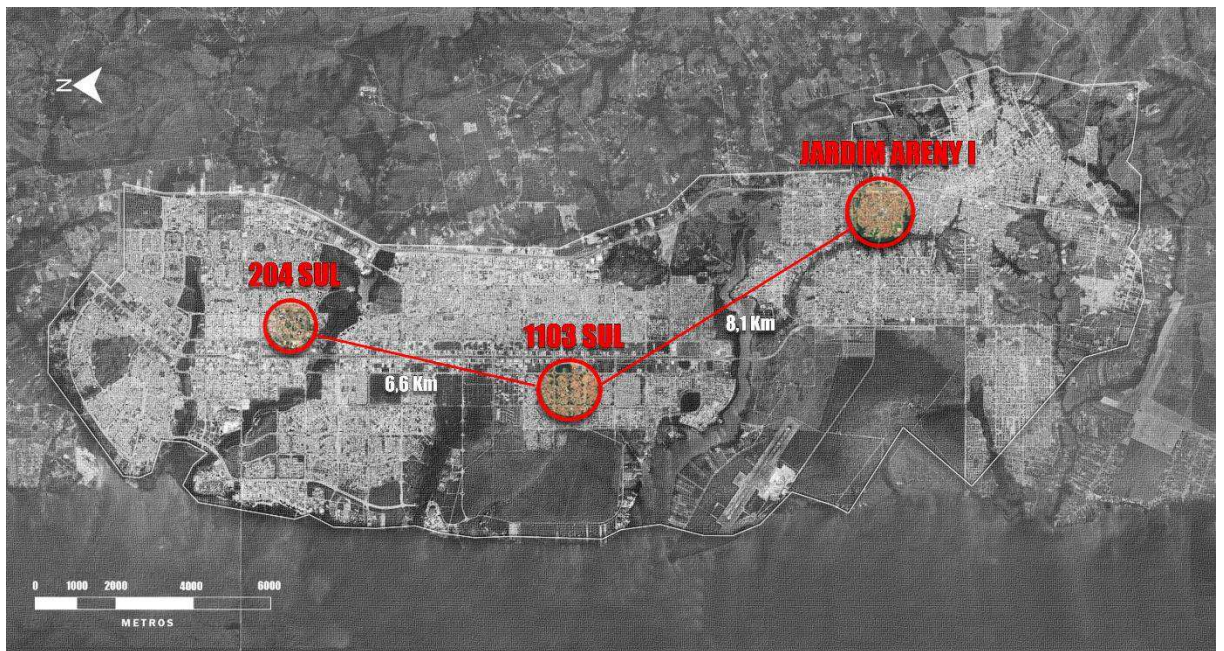 N
JARDIM ARENY I
204 SUL
1103 SUL
8,1 Km
6,6 Km
0 1000 2000 4000 6000
METROS